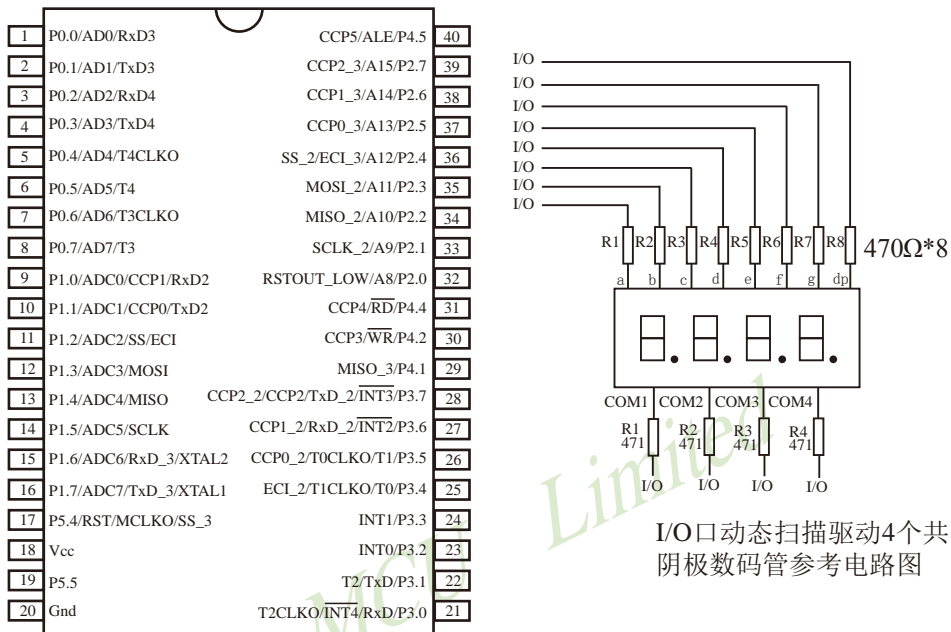 1 P0.0/AD0/RxD3 CCP5/ALE/P4.5 40
2 P0.1/AD1/TxD3 CCP2_3/A15/P2.7 39
3 P0.2/AD2/RxD4 CCP1_3/A14/P2.6 38
4 P0.3/AD3/TxD4 CCP0_3/A13/P2.5 37
5 P0.4/AD4/T4CLKO SS_2/ECI_3/A12/P2.4 36
6 P0.5/AD5/T4 MOSI_2/A11/P2.3 35
7 P0.6/AD6/T3CLKO MISO_2/A10/P2.2 34
8 P0.7/AD7/T3 SCLK_2/A9/P2.1 33
9 P1.0/ADC0/CCP1/RxD2 RSTOUT_LOW/A8/P2.0 32
10 P1.1/ADC1/CCP0/TxD2 CCP4/RD/P4.4 31
11 P1.2/ADC2/SS/ECI CCP3/WR/P4.2 30
12 P1.3/ADC3/MOSI MISO_3/P4.1 29
13 P1.4/ADC4/MISO CCP2_2/CCP2/TxD_2/INT3/P3.7 28
14 P1.5/ADC5/SCLK CCP1_2/RxD_2/INT2/P3.6 27
15 P1.6/ADC6/RxD_3/XTAL2 CCP0_2/T0CLKO/T1/P3.5 26
16 P1.7/ADC7/TxD_3/XTAL1 ECI_2/T1CLKO/T0/P3.4 25
17 P5.4/RST/MCLKO/SS_3 INT1/P3.3 24
18 Vcc INT0/P3.2 23
19 P5.5 T2/TxD/P3.1 22
20 Gnd T2CLKO/INT4/RxD/P3.0 21
I/O
I/O
I/O
I/O
I/O
I/O
I/O
I/O
R1 R2 R3 R4 R5 R6 R7 R8 470Ω*8
a b c d e f g dp
COM1 COM2 COM3 COM4
R1 R2 R3 R4
471 471 471 471
I/O I/O I/O I/O
I/O口动态扫描驱动4个共
阴极数码管参考电路图
MCU Limited